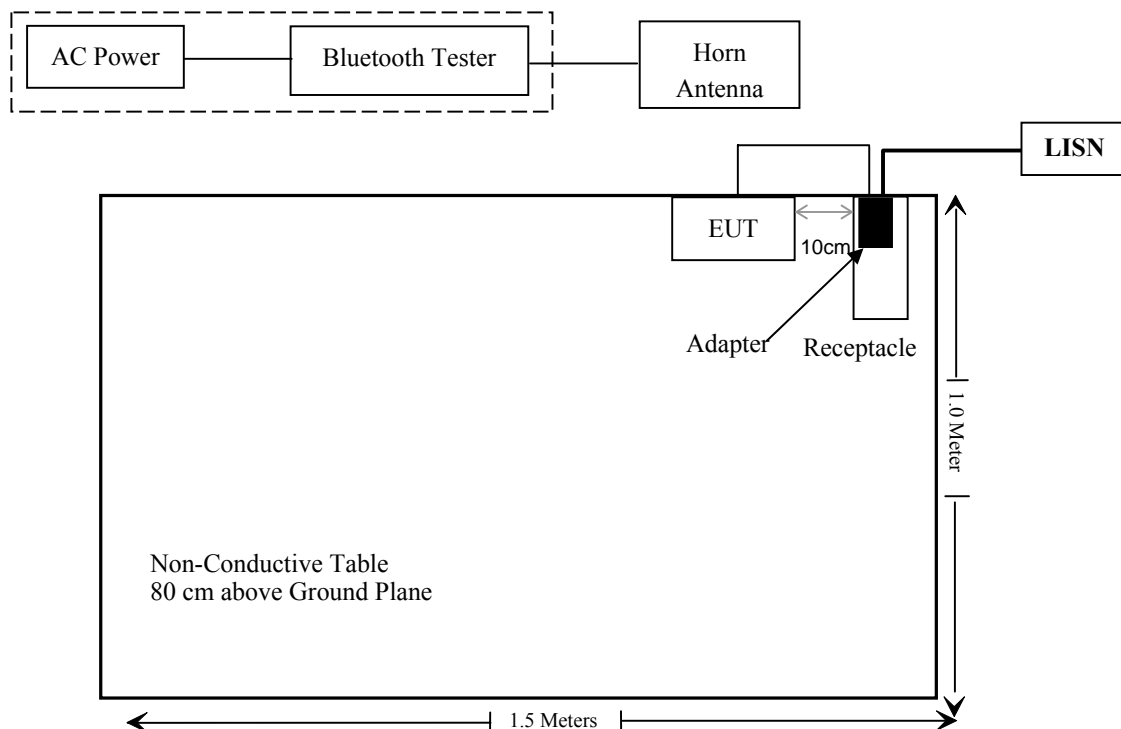 AC Power
Bluetooth Tester
Horn
Antenna
LISN
EUT
10cm
Adapter
Receptacle
1.0 Meter
Non-Conductive Table
80 cm above Ground Plane
1.5 Meters